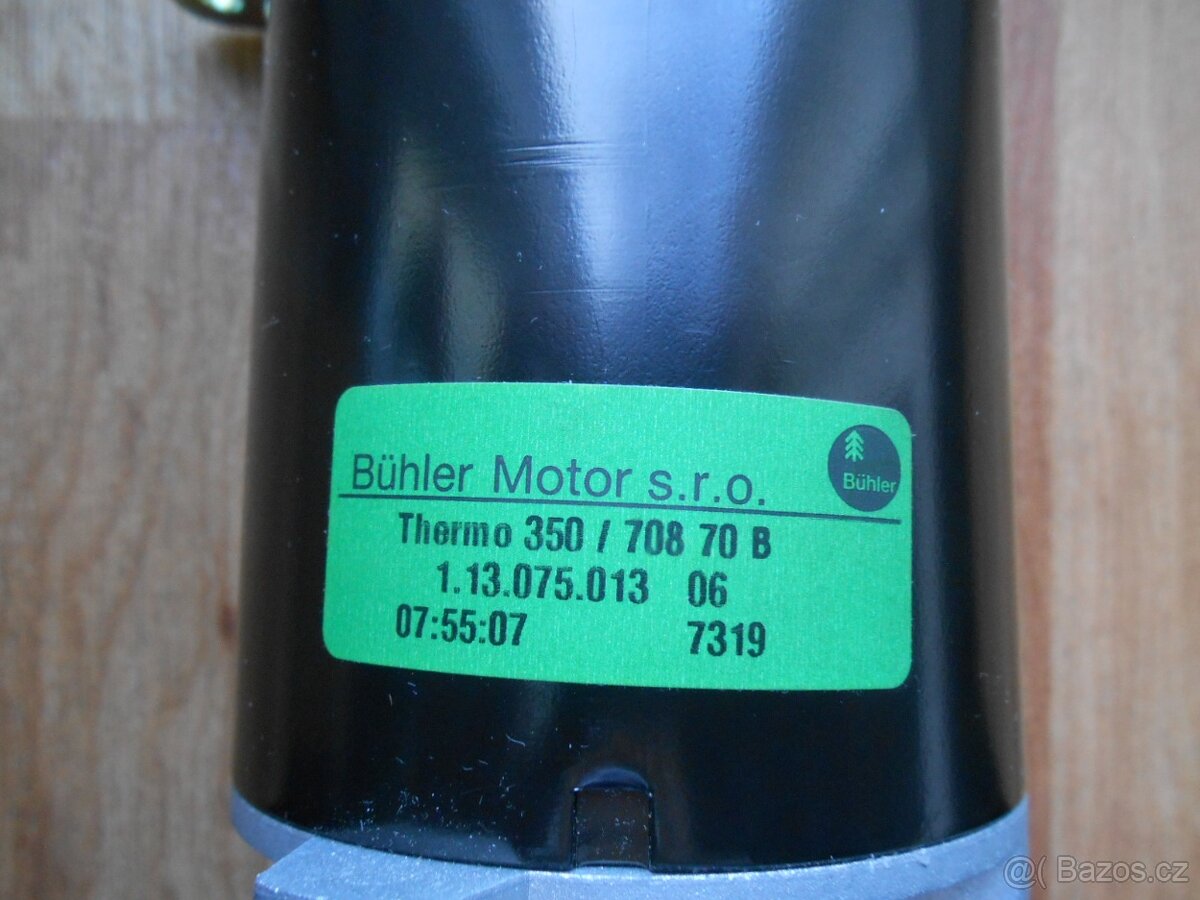 Bühler Motor s.r.o.
Bühler
Thermo 350 / 708 70 B
1.13.075.013 06
07:55:07 7319
@( Bazos.cz